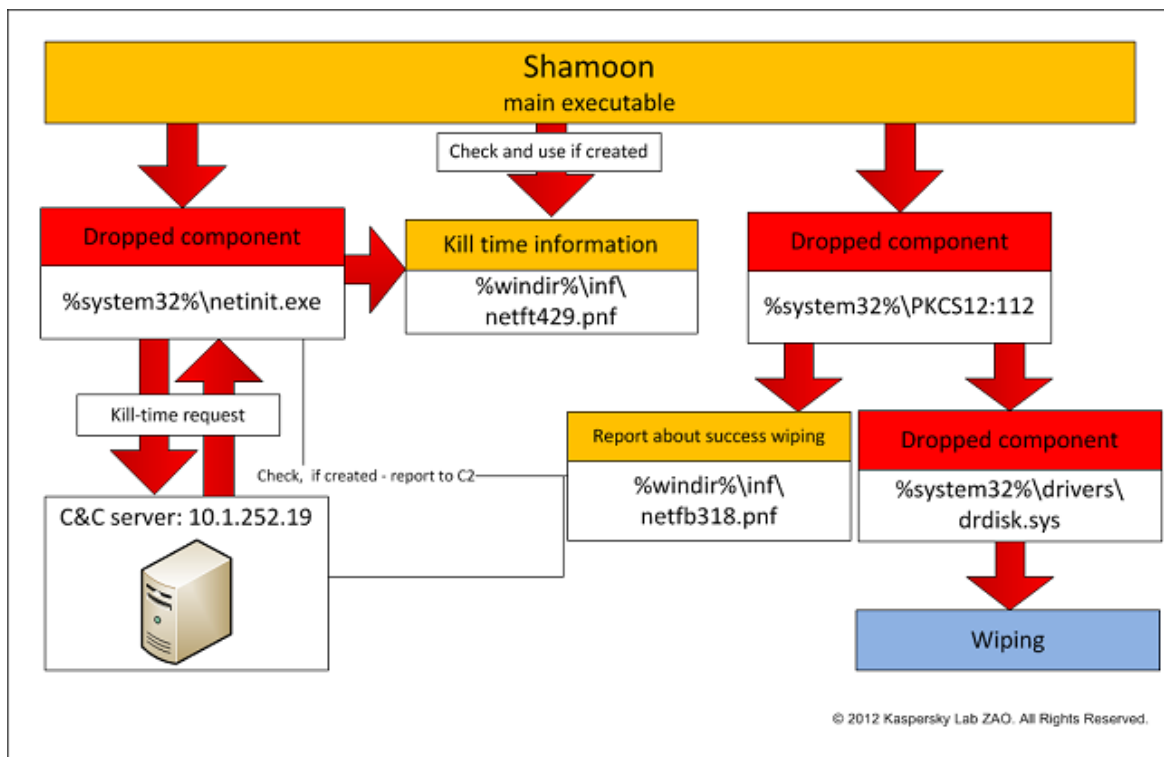 Shamoon
main executable
Check and use if created
Dropped component
%system32%\netinit.exe
Kill time information
%windir%\inf\
netft429.pnf
Dropped component
%system32%\PKCS12:112
Kill-time request
Check, if created - report to C2
C&C server: 10.1.252.19
Report about success wiping
%windir%\inf\
netfb318.pnf
Dropped component
%system32%\drivers\
drdisk.sys
Wiping
© 2012 Kaspersky Lab ZAO. All Rights Reserved.